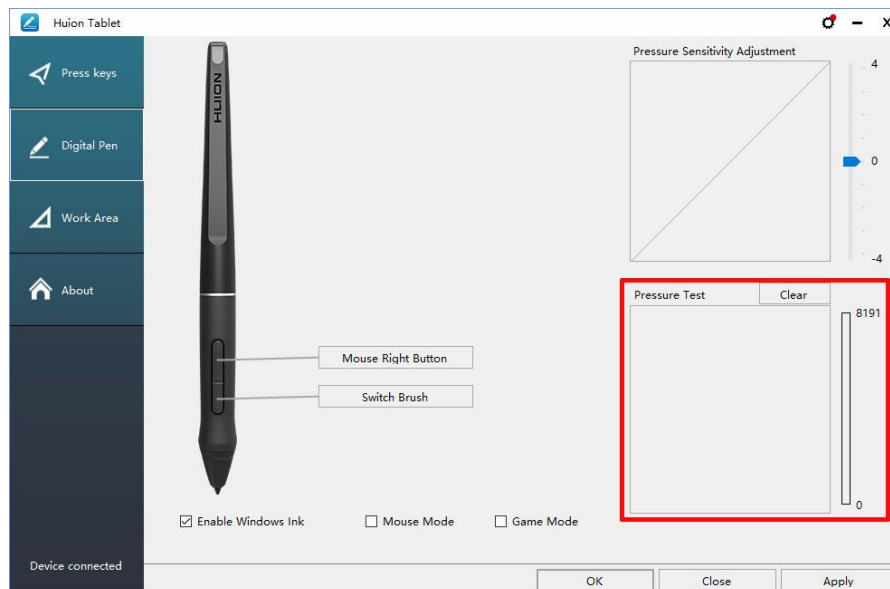 Huion Tablet
Press keys
Digital Pen
Work Area
About
Device connected
HUION
Mouse Right Button
Switch Brush
Enable Windows Ink
Mouse Mode
Game Mode
Pressure Sensitivity Adjustment
4
0
-4
Pressure Test
Clear
8191
0
OK
Close
Apply